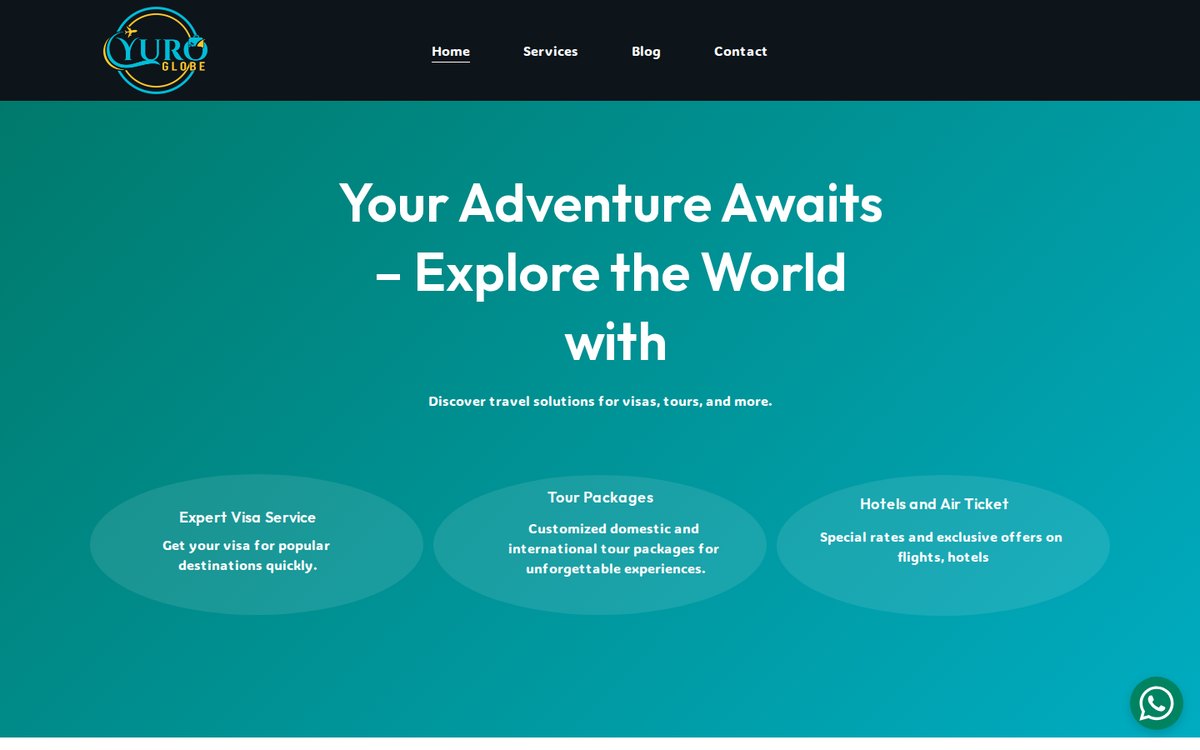 YURO
GLOBE
Home
Services
Blog
Contact
Your Adventure Awaits
– Explore the World
with
Discover travel solutions for visas, tours, and more.
Expert Visa Service
Get your visa for popular
destinations quickly.
Tour Packages
Customized domestic and
international tour packages for
unforgettable experiences.
Hotels and Air Ticket
Special rates and exclusive offers on
flights, hotels